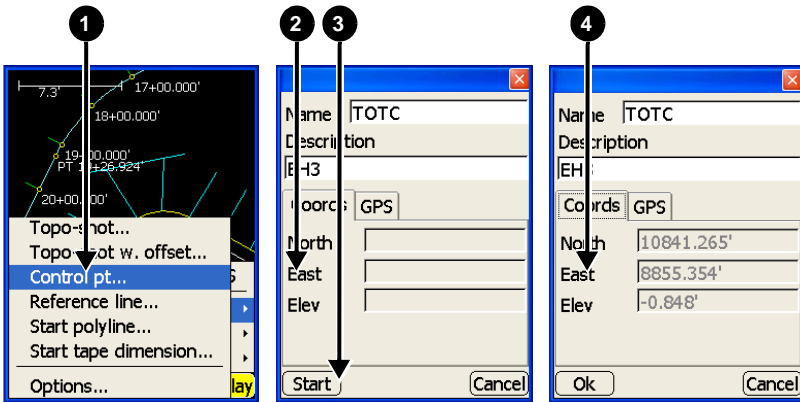 1
2 3
4
7.3'
17+00.000'
18+00.000'
19+00.000'
PT 19+26.924'
20+00.000'
Topo-shot...
Topo-shot w. offset...
Control pt...
Reference line...
Start polyline...
Start tape dimension...
Options...
lay
Name TOTC
Description
EH3
Coords GPS
North
East
Elev
Start Cancel
Name TOTC
Description
EH3
Coords GPS
North 10841.265'
East 8855.354'
Elev -0.848'
Ok Cancel